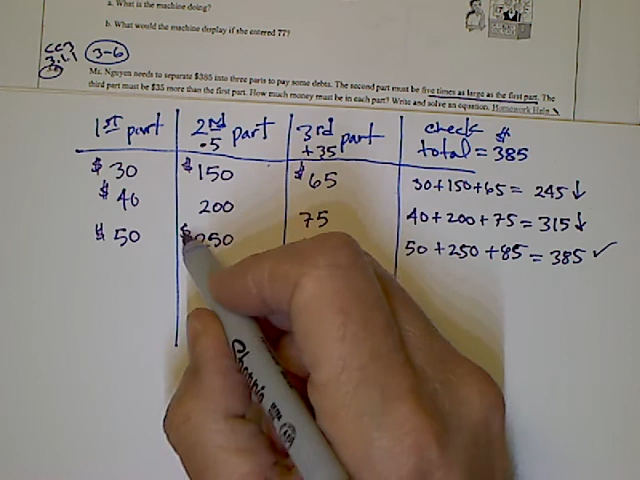 a. What is the machine doing?
b. What would the machine display if she entered 77?
CC3
3.1.1
3-6
Ms. Nguyen needs to separate $385 into three parts to pay some debts. The second part must be five times as large as the first part. The
third part must be $35 more than the first part. How much money must be in each part? Write and solve an equation. Homework Help
1st part 2nd part 3rd part check
·5 +35 total = $385
$30 $150 $65 30+150+65= 245 ↓
$40 200 75 40+200+75=315 ↓
$50 $250 50+250+85=385 ✓
Sharpie